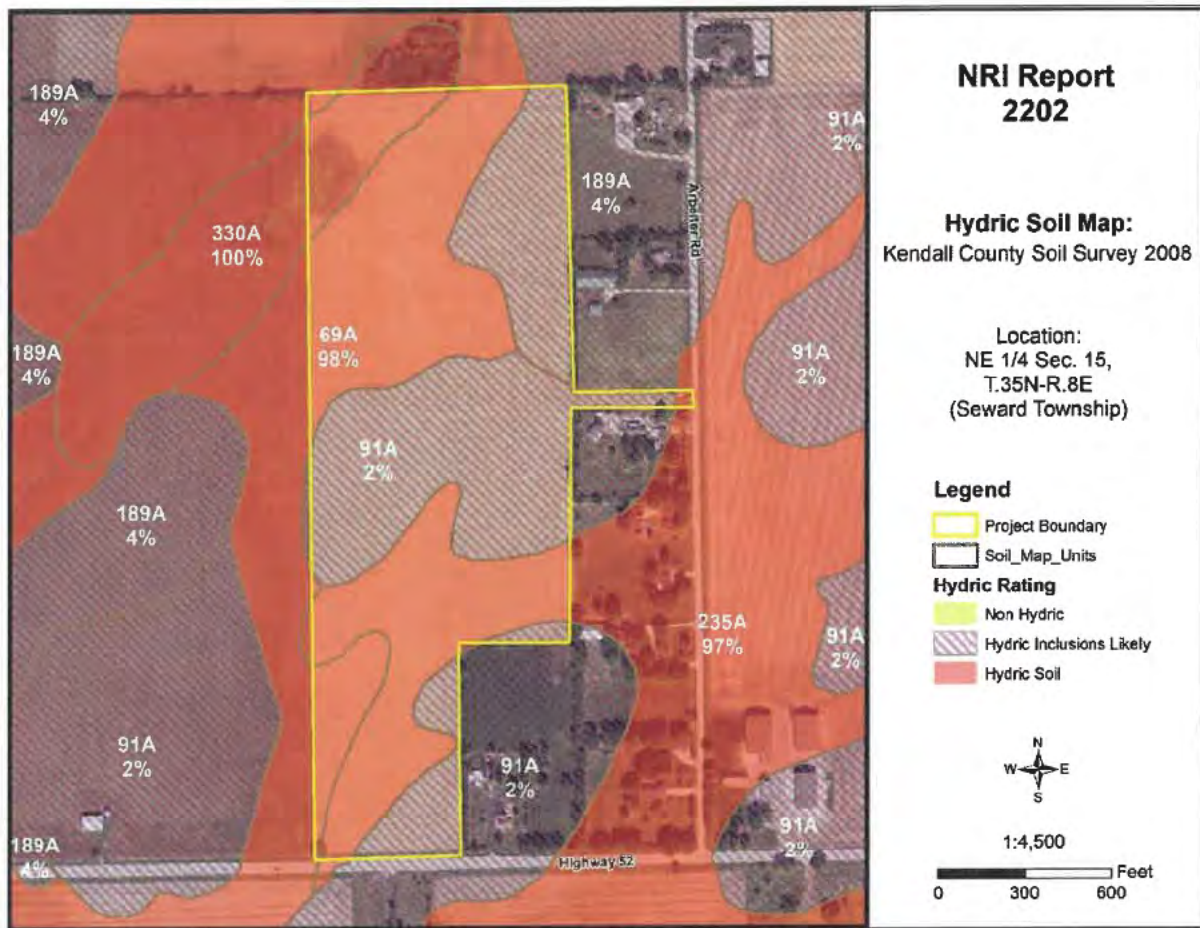 189A
4%
330A
100%
189A
4%
69A
98%
189A
4%
91A
2%
91A
2%
189A
4%
189A
4%
Arpeiter Rd
91A
2%
91A
2%
235A
97%
91A
2%
91A
2%
91A
2%
Highway 52
NRI Report
2202
Hydric Soil Map:
Kendall County Soil Survey 2008
Location:
NE 1/4 Sec. 15,
T.35N-R.8E
(Seward Township)
Legend
Project Boundary
Soil_Map_Units
Hydric Rating
Non Hydric
Hydric Inclusions Likely
Hydric Soil
N
W E
S
1:4,500
Feet
0 300 600